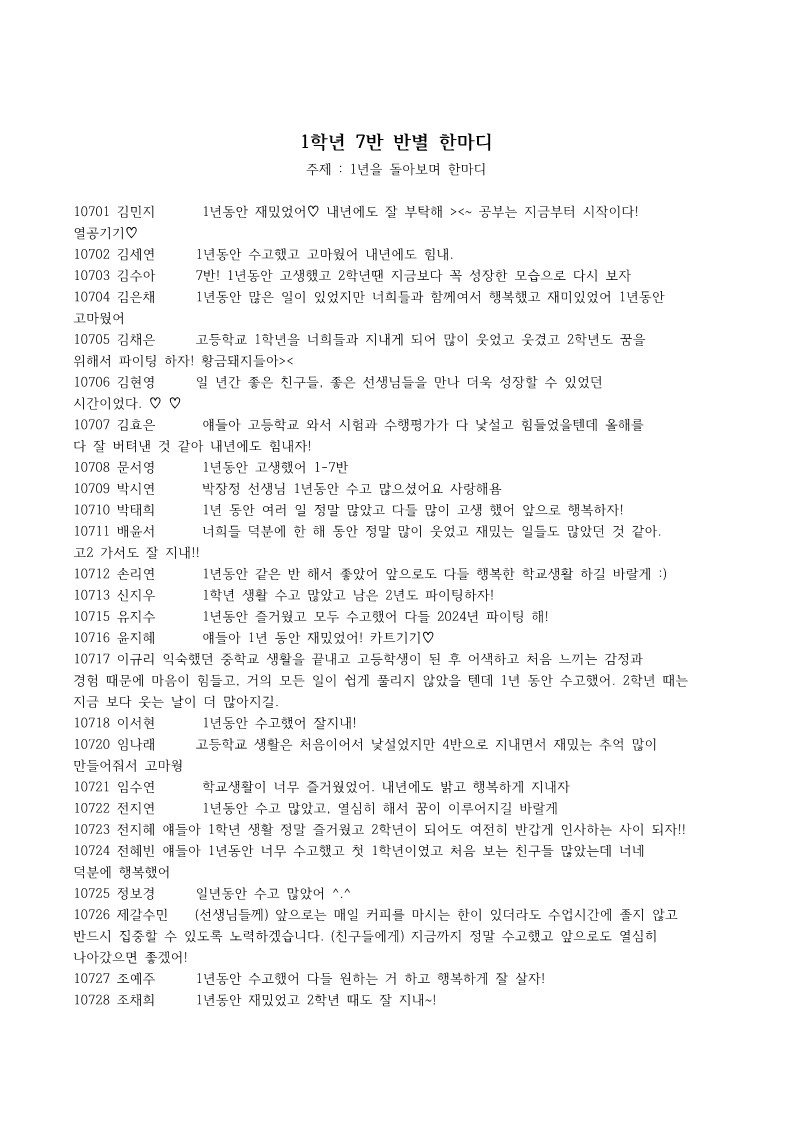 1학년 7반 반별 한마디
주제 : 1년을 돌아보며 한마디
10701 김민지 1년동안 재밌었어♡ 내년에도 잘 부탁해 ><~ 공부는 지금부터 시작이다!
열공기기♡
10702 김세연 1년동안 수고했고 고마웠어 내년에도 힘내.
10703 김수아 7반! 1년동안 고생했고 2학년땐 지금보다 꼭 성장한 모습으로 다시 보자
10704 김은채 1년동안 많은 일이 있었지만 너희들과 함께여서 행복했고 재미있었어 1년동안
고마웠어
10705 김채은 고등학교 1학년을 너희들과 지내게 되어 많이 웃었고 웃겼고 2학년도 꿈을
위해서 파이팅 하자! 황금돼지들아><
10706 김현영 일 년간 좋은 친구들, 좋은 선생님들을 만나 더욱 성장할 수 있었던
시간이었다. ♡ ♡
10707 김효은 얘들아 고등학교 와서 시험과 수행평가가 다 낯설고 힘들었을텐데 올해를
다 잘 버텨낸 것 같아 내년에도 힘내자!
10708 문서영 1년동안 고생했어 1-7반
10709 박시연 박장정 선생님 1년동안 수고 많으셨어요 사랑해욤
10710 박태희 1년 동안 여러 일 정말 많았고 다들 많이 고생 했어 앞으로 행복하자!
10711 배윤서 너희들 덕분에 한 해 동안 정말 많이 웃었고 재밌는 일들도 많았던 것 같아.
고2 가서도 잘 지내!!
10712 손리연 1년동안 같은 반 해서 좋았어 앞으로도 다들 행복한 학교생활 하길 바랄게 :)
10713 신지우 1학년 생활 수고 많았고 남은 2년도 파이팅하자!
10715 유지수 1년동안 즐거웠고 모두 수고했어 다들 2024년 파이팅 해!
10716 윤지혜 얘들아 1년 동안 재밌었어! 카트기기♡
10717 이규리 익숙했던 중학교 생활을 끝내고 고등학생이 된 후 어색하고 처음 느끼는 감정과
경험 때문에 마음이 힘들고, 거의 모든 일이 쉽게 풀리지 않았을 텐데 1년 동안 수고했어. 2학년 때는
지금 보다 웃는 날이 더 많아지길.
10718 이서현 1년동안 수고했어 잘지내!
10720 임나래 고등학교 생활은 처음이어서 낯설었지만 4반으로 지내면서 재밌는 추억 많이
만들어줘서 고마웡
10721 임수연 학교생활이 너무 즐거웠었어. 내년에도 밝고 행복하게 지내자
10722 전지연 1년동안 수고 많았고, 열심히 해서 꿈이 이루어지길 바랄게
10723 전지혜 얘들아 1학년 생활 정말 즐거웠고 2학년이 되어도 여전히 반갑게 인사하는 사이 되자!!
10724 전혜빈 얘들아 1년동안 너무 수고했고 첫 1학년이였고 처음 보는 친구들 많았는데 너네
덕분에 행복했어
10725 정보경 일년동안 수고 많았어 ^.^
10726 제갈수민 (선생님들께) 앞으로는 매일 커피를 마시는 한이 있더라도 수업시간에 졸지 않고
반드시 집중할 수 있도록 노력하겠습니다. (친구들에게) 지금까지 정말 수고했고 앞으로도 열심히
나아갔으면 좋겠어!
10727 조예주 1년동안 수고했어 다들 원하는 거 하고 행복하게 잘 살자!
10728 조채희 1년동안 재밌었고 2학년 때도 잘 지내~!